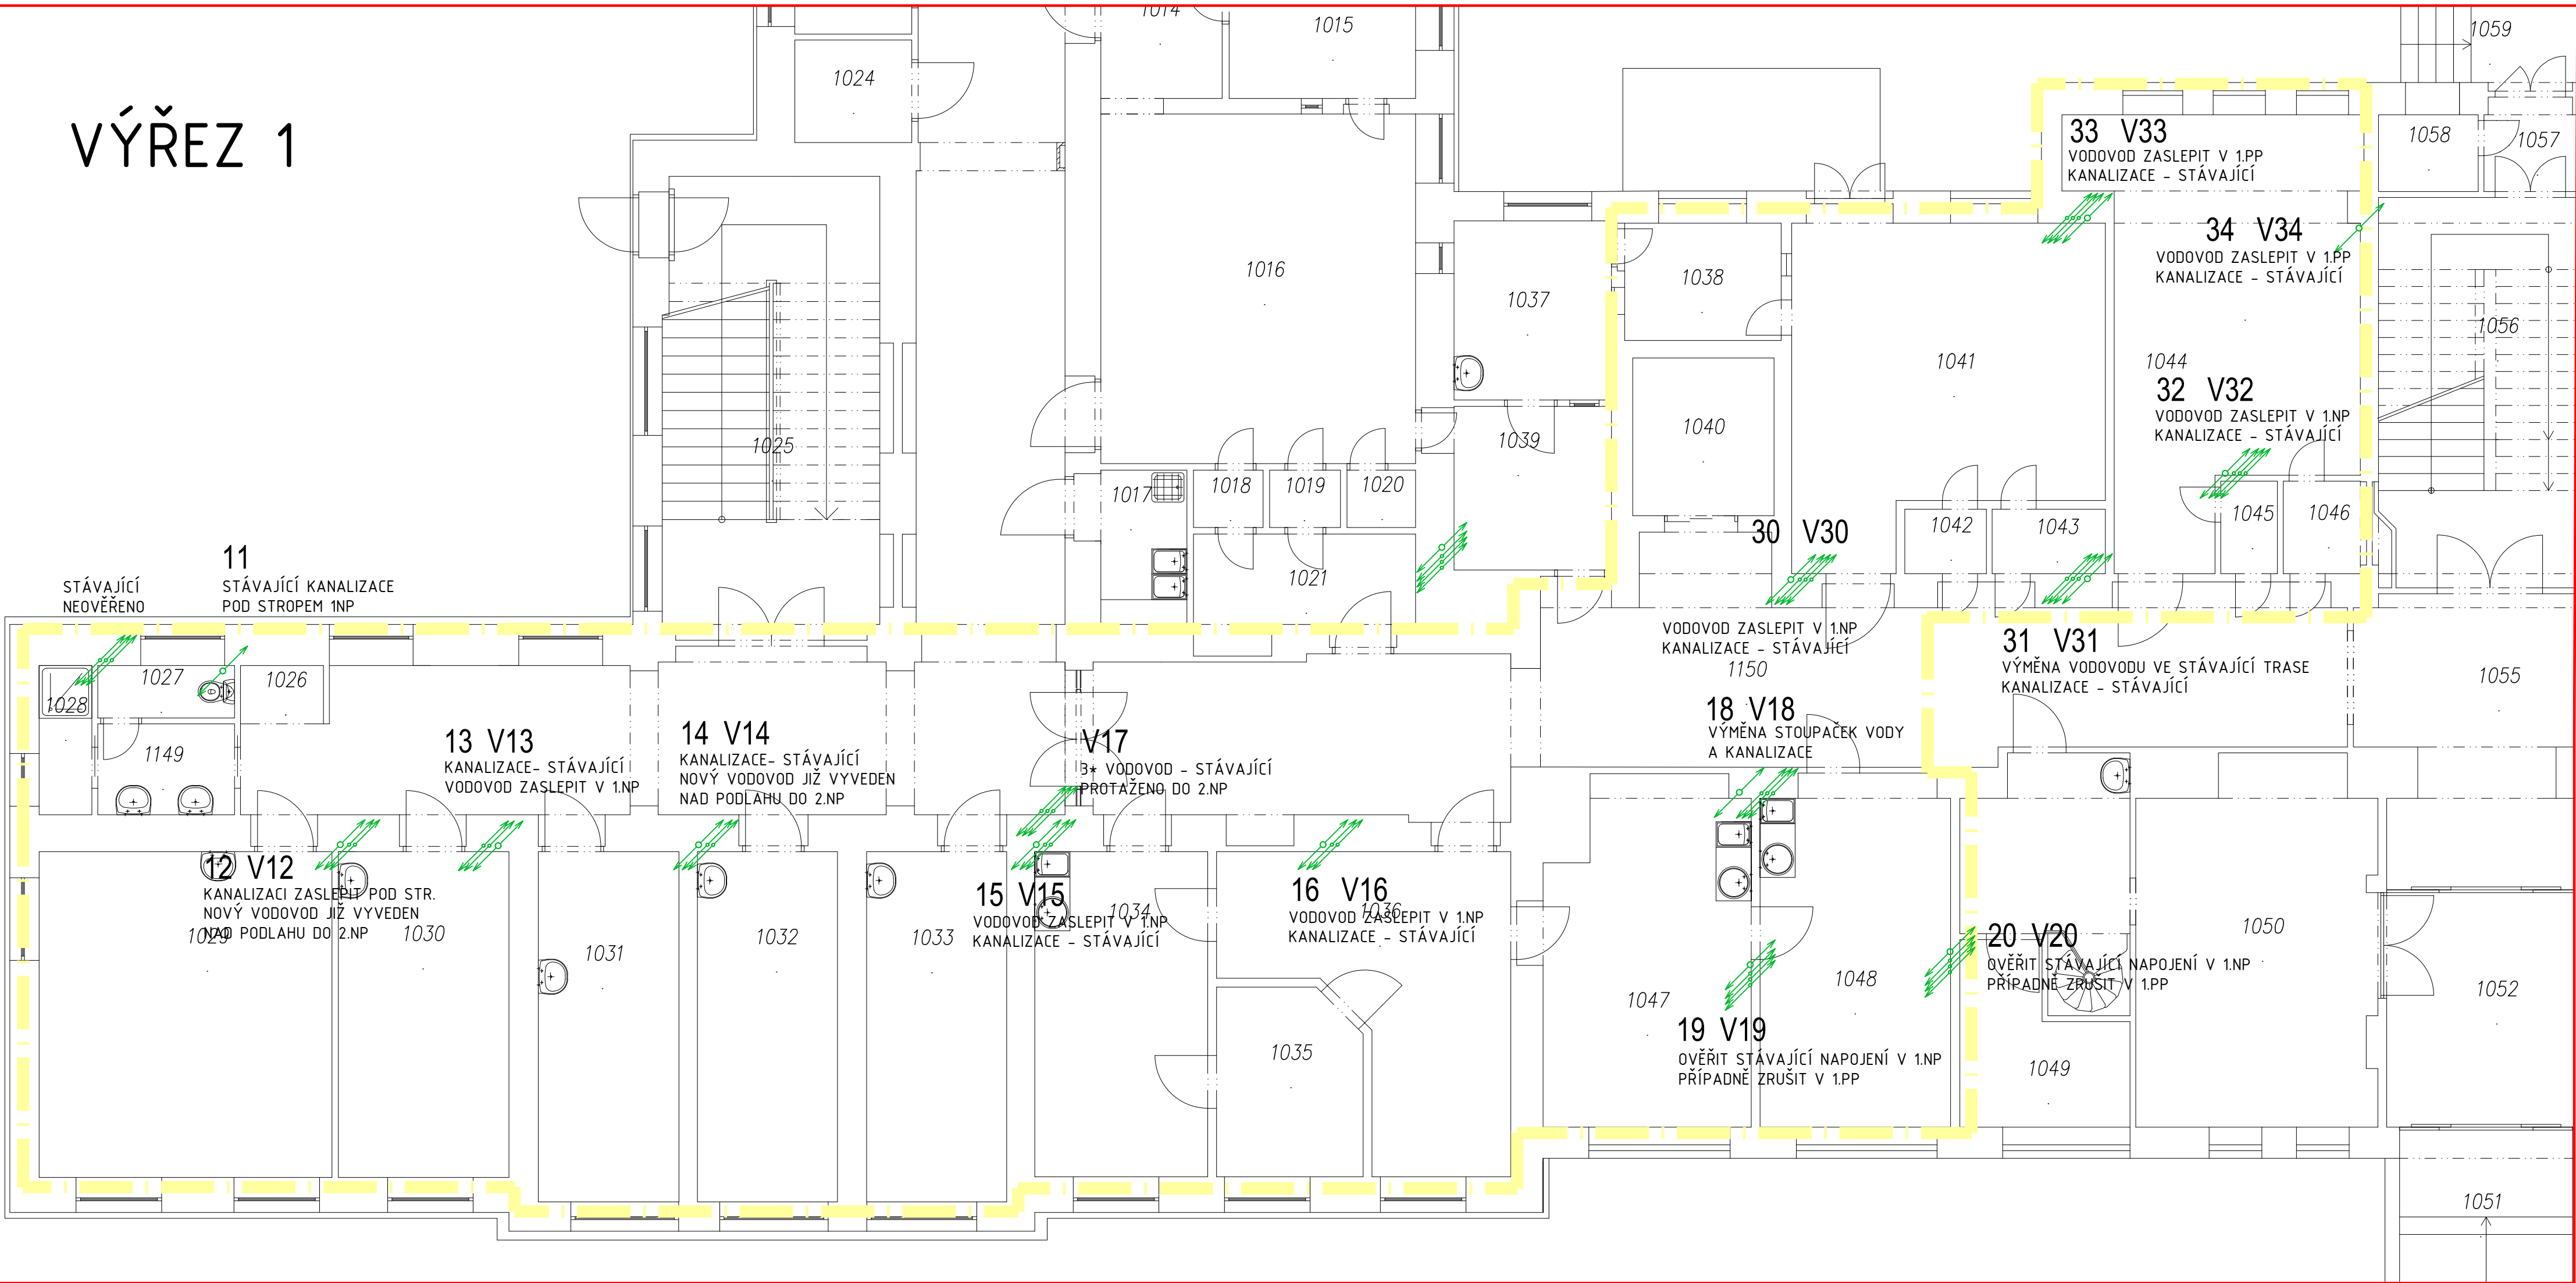 VÝŘEZ 1
1014
1015
1024
1059
1058
1057
33 V33
VODOVOD ZASLEPIT V 1.PP
KANALIZACE - STÁVAJÍCÍ
34 V34
VODOVOD ZASLEPIT V 1.PP
KANALIZACE - STÁVAJÍCÍ
1016
1037
1038
1041
1044
1056
32 V32
VODOVOD ZASLEPIT V 1.NP
KANALIZACE - STÁVAJÍCÍ
1025
1039
1040
1017
1018
1019
1020
1021
1042
1043
1045
1046
30 V30
VODOVOD ZASLEPIT V 1.NP
KANALIZACE - STÁVAJÍCÍ
1150
STÁVAJÍCÍ
NEOVĚŘENO
11
STÁVAJÍCÍ KANALIZACE
POD STROPEM 1NP
31 V31
VÝMĚNA VODOVODU VE STÁVAJÍCÍ TRASE
KANALIZACE - STÁVAJÍCÍ
1055
1028
1027
1026
1149
13 V13
KANALIZACE- STÁVAJÍCÍ
VODOVOD ZASLEPIT V 1.NP
14 V14
KANALIZACE- STÁVAJÍCÍ
NOVÝ VODOVOD JIŽ VYVEDEN
NAD PODLAHU DO 2.NP
V17
3* VODOVOD - STÁVAJÍCÍ
PROTAŽENO DO 2.NP
18 V18
VÝMĚNA STOUPAČEK VODY
A KANALIZACE
12 V12
KANALIZACI ZASLEPIT POD STR.
NOVÝ VODOVOD JIŽ VYVEDEN
NAD PODLAHU DO 2.NP
1029
1030
1031
1032
1033
15 V15
VODOVOD ZASLEPIT V 1.NP
KANALIZACE - STÁVAJÍCÍ
1034
16 V16
VODOVOD ZASLEPIT V 1.NP
KANALIZACE - STÁVAJÍCÍ
1036
1035
1047
1048
19 V19
OVĚŘIT STÁVAJÍCÍ NAPOJENÍ V 1.NP
PŘÍPADNĚ ZRUŠIT V 1.PP
20 V20
OVĚŘIT STÁVAJÍCÍ NAPOJENÍ V 1.NP
PŘÍPADNĚ ZRUŠIT V 1.PP
1049
1050
1052
1051